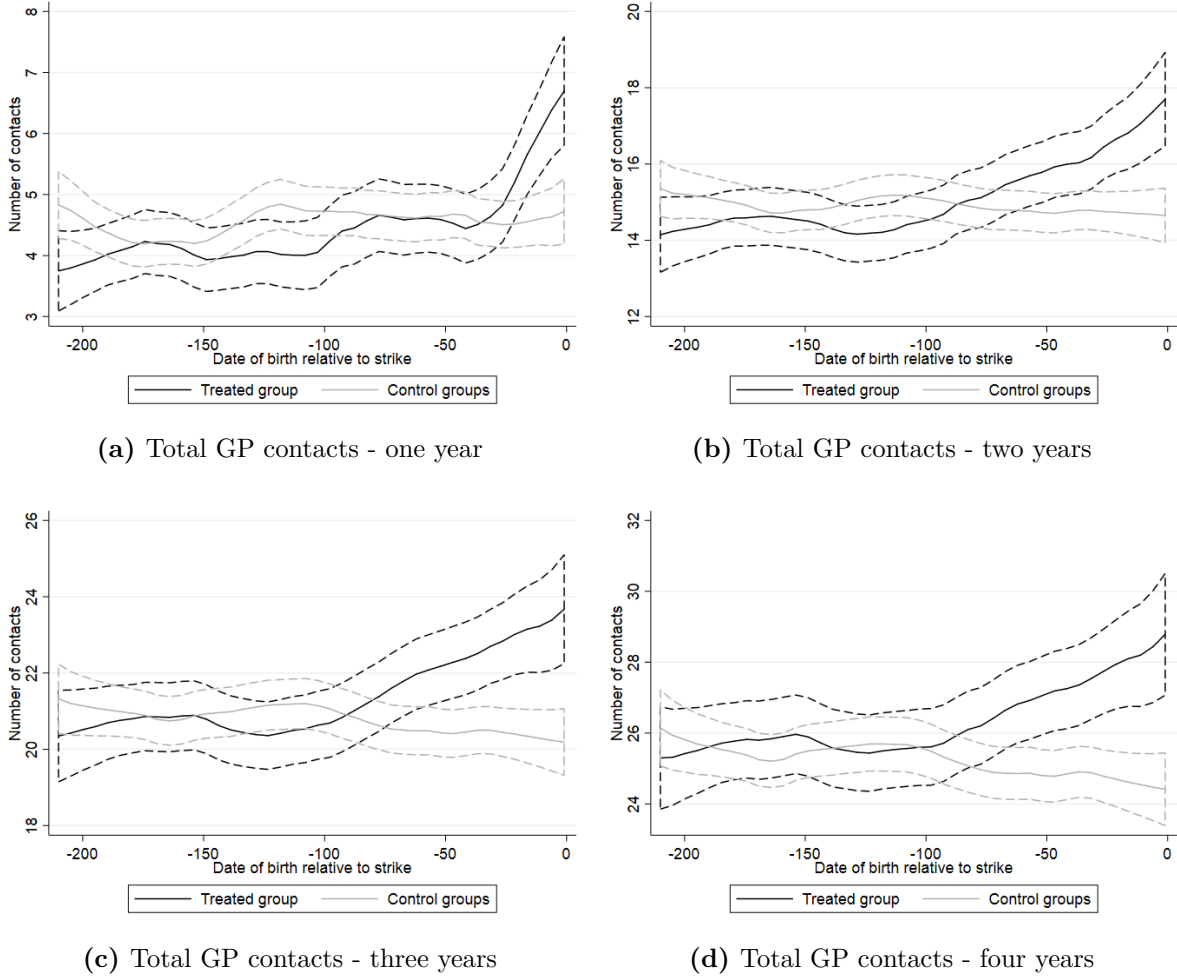 8
7
6
5
4
3
Number of contacts
-200 -150 -100 -50 0
Date of birth relative to strike
Treated group Control groups
(a) Total GP contacts - one year
20
18
16
14
12
Number of contacts
-200 -150 -100 -50 0
Date of birth relative to strike
Treated group Control groups
(b) Total GP contacts - two years
26
24
22
20
18
Number of contacts
-200 -150 -100 -50 0
Date of birth relative to strike
Treated group Control groups
(c) Total GP contacts - three years
32
30
28
26
24
Number of contacts
-200 -150 -100 -50 0
Date of birth relative to strike
Treated group Control groups
(d) Total GP contacts - four years